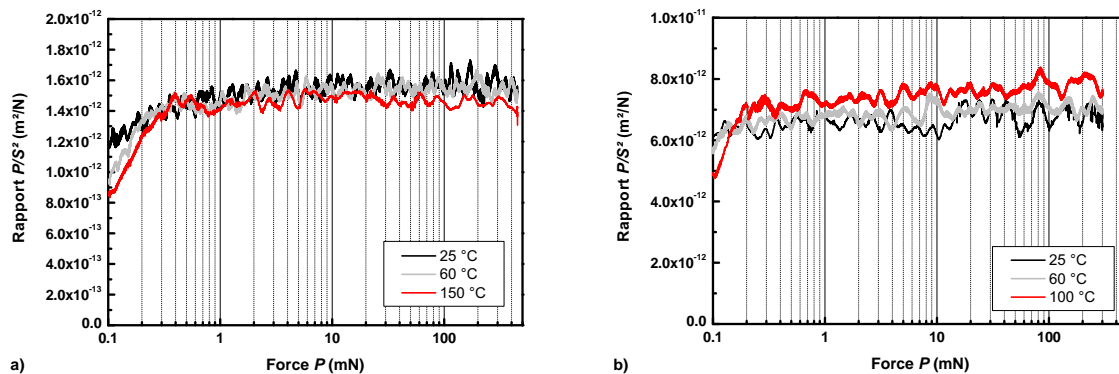 2.0x10⁻¹²
1.8x10⁻¹²
1.6x10⁻¹²
1.4x10⁻¹²
1.2x10⁻¹²
1.0x10⁻¹²
8.0x10⁻¹³
6.0x10⁻¹³
4.0x10⁻¹³
2.0x10⁻¹³
0.0
Rapport P/S² (m²/N)
25 °C
60 °C
150 °C
0.1 1 10 100
Force P (mN)
a)
1.0x10⁻¹¹
8.0x10⁻¹²
6.0x10⁻¹²
4.0x10⁻¹²
2.0x10⁻¹²
0.0
Rapport P/S² (m²/N)
25 °C
60 °C
100 °C
0.1 1 10 100
Force P (mN)
b)